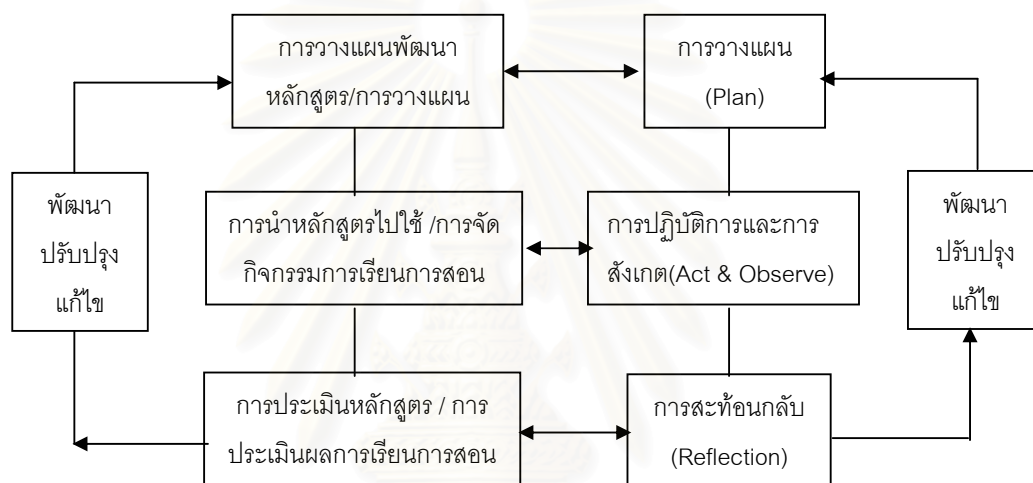 การวางแผนพัฒนา
หลักสูตร/การวางแผน
การวางแผน
(Plan)
พัฒนา
ปรับปรุง
แก้ไข
การนำหลักสูตรไปใช้ /การจัด
กิจกรรมการเรียนการสอน
การปฏิบัติการและการ
สังเกต(Act & Observe)
พัฒนา
ปรับปรุง
แก้ไข
การประเมินหลักสูตร / การ
ประเมินผลการเรียนการสอน
การสะท้อนกลับ
(Reflection)